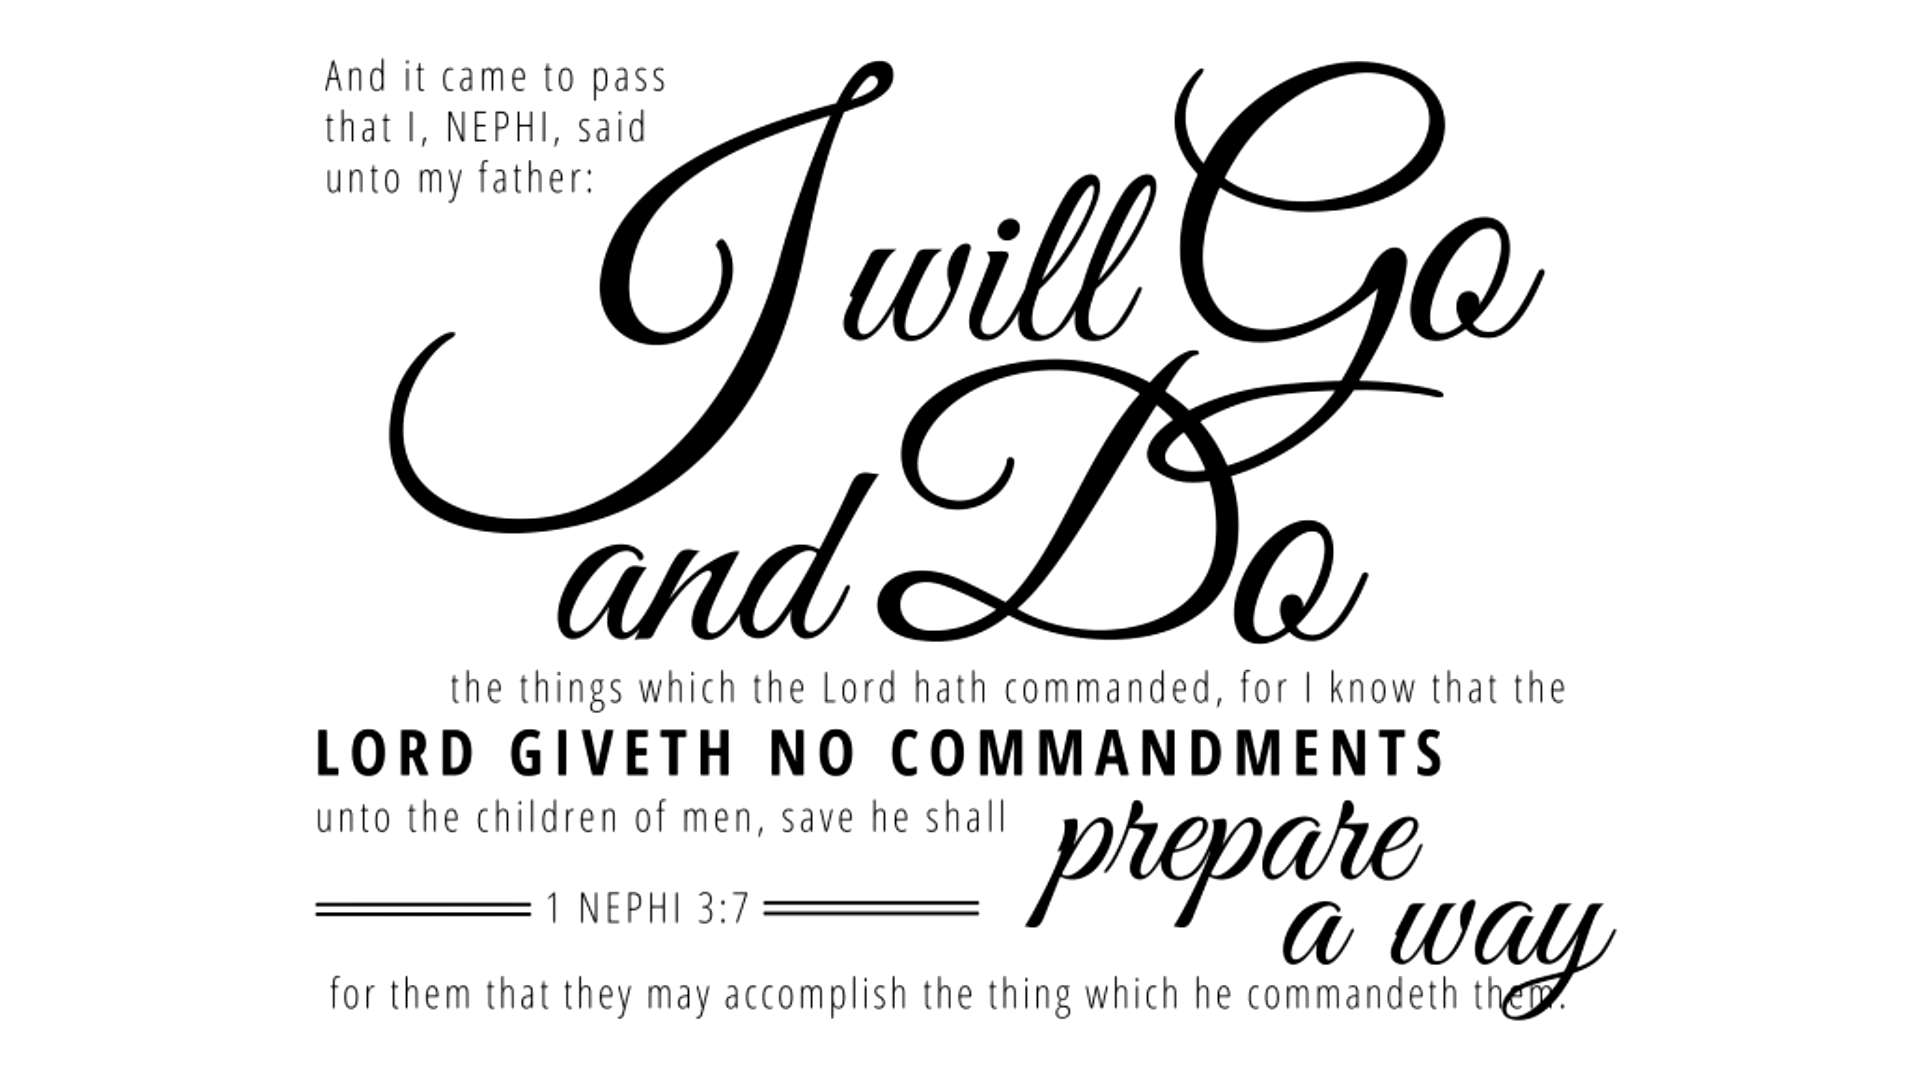 And it came to pass
that I, NEPHI, said
unto my father:
I will Go
and Do
the things which the Lord hath commanded, for I know that the
LORD GIVETH NO COMMANDMENTS
unto the children of men, save he shall
prepare
a way
1 NEPHI 3:7
for them that they may accomplish the thing which he commandeth them.